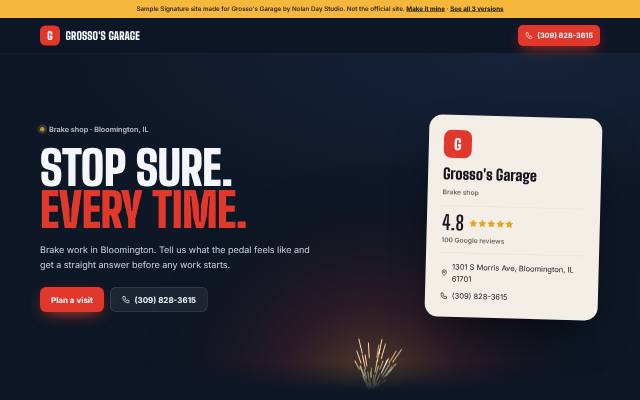 Sample Signature site made for Grosso's Garage by Nolan Day Studio. Not the official site. Make it mine · See all 3 versions
G GROSSO'S GARAGE
(309) 828-3615
Brake shop · Bloomington, IL
STOP SURE.
EVERY TIME.
Brake work in Bloomington. Tell us what the pedal feels like and
get a straight answer before any work starts.
Plan a visit
(309) 828-3615
G
Grosso's Garage
Brake shop
4.8
100 Google reviews
1301 S Morris Ave, Bloomington, IL
61701
(309) 828-3615